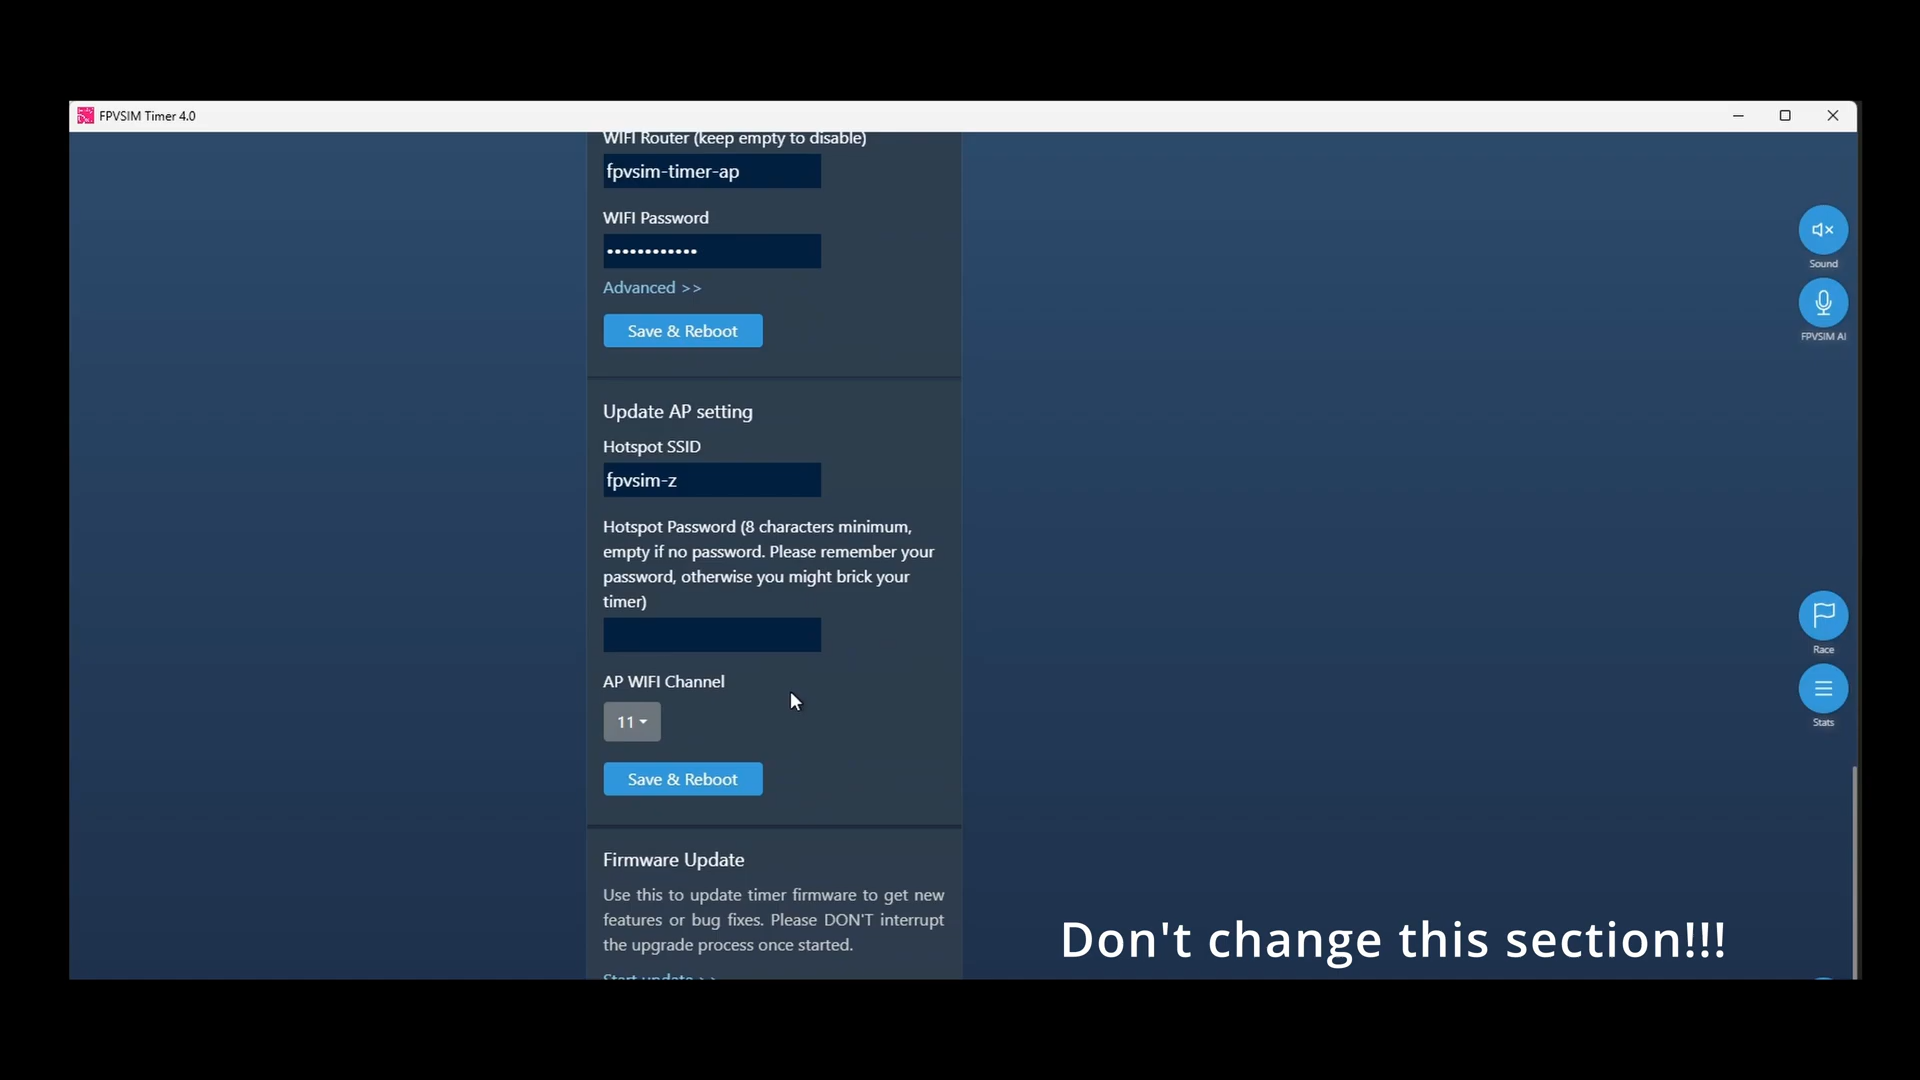 FPVSIM Timer 4.0
WIFI Router (keep empty to disable)
fpvsim-timer-ap
WIFI Password
••••••••••••
Advanced >>
Save & Reboot
Update AP setting
Hotspot SSID
fpvsim-z
Hotspot Password (8 characters minimum,
empty if no password. Please remember your
password, otherwise you might brick your
timer)
AP WIFI Channel
11
Save & Reboot
Firmware Update
Use this to update timer firmware to get new
features or bug fixes. Please DON'T interrupt
the upgrade process once started.
Start update >>
Sound
FPVSIM AI
Race
Stats
Don't change this section!!!